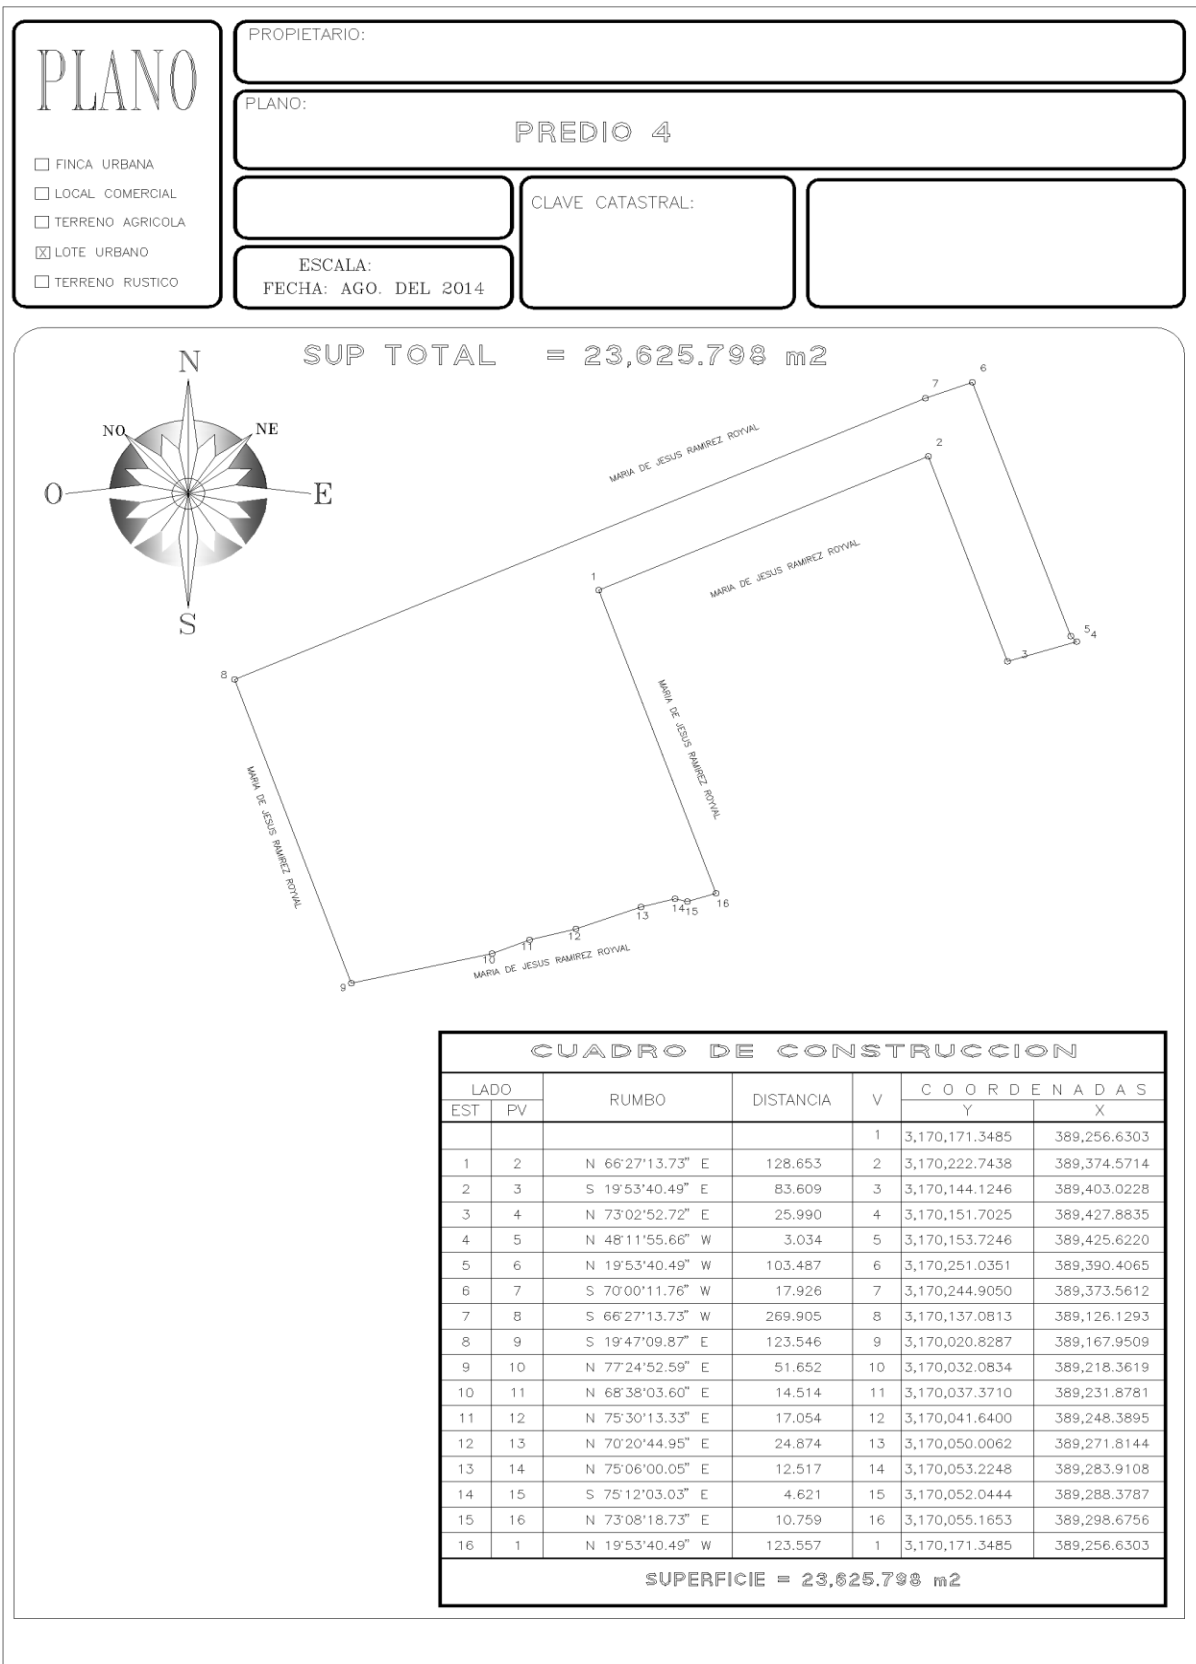 PLANO
FINCA URBANA
LOCAL COMERCIAL
TERRENO AGRICOLA
X LOTE URBANO
TERRENO RUSTICO
PROPIETARIO:
PLANO:
PREDIO 4
CLAVE CATASTRAL:
ESCALA:
FECHA: AGO. DEL 2014
SUP TOTAL = 23,625.798 m2
N
NO
NE
O
E
S
6
7
MARIA DE JESUS RAMIREZ ROYVAL
2
MARIA DE JESUS RAMIREZ ROYVAL
1
5
4
3
8
MARIA DE JESUS RAMIREZ ROYVAL
MARIA DE JESUS RAMIREZ ROYVAL
16
14
15
13
12
11
10
MARIA DE JESUS RAMIREZ ROYVAL
9
CUADRO DE CONSTRUCCION
LADO RUMBO DISTANCIA V COORDENADAS
EST PV Y X
1 3,170,171.3485 389,256.6303
1 2 N 66°27'13.73" E 128.653 2 3,170,222.7438 389,374.5714
2 3 S 19°53'40.49" E 83.609 3 3,170,144.1246 389,403.0228
3 4 N 73°02'52.72" E 25.990 4 3,170,151.7025 389,427.8835
4 5 N 48°11'55.66" W 3.034 5 3,170,153.7246 389,425.6220
5 6 N 19°53'40.49" W 103.487 6 3,170,251.0351 389,390.4065
6 7 S 70°00'11.76" W 17.926 7 3,170,244.9050 389,373.5612
7 8 S 66°27'13.73" W 269.905 8 3,170,137.0813 389,126.1293
8 9 S 19°47'09.87" E 123.546 9 3,170,020.8287 389,167.9509
9 10 N 77°24'52.59" E 51.652 10 3,170,032.0834 389,218.3619
10 11 N 68°38'03.60" E 14.514 11 3,170,037.3710 389,231.8781
11 12 N 75°30'13.33" E 17.054 12 3,170,041.6400 389,248.3895
12 13 N 70°20'44.95" E 24.874 13 3,170,050.0062 389,271.8144
13 14 N 75°06'00.05" E 12.517 14 3,170,053.2248 389,283.9108
14 15 S 75°12'03.03" E 4.621 15 3,170,052.0444 389,288.3787
15 16 N 73°08'18.73" E 10.759 16 3,170,055.1653 389,298.6756
16 1 N 19°53'40.49" W 123.557 1 3,170,171.3485 389,256.6303
SUPERFICIE = 23,625.798 m2